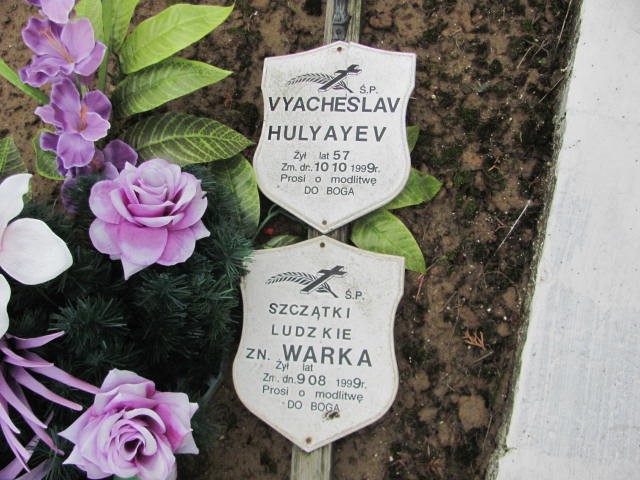 Ś.P.
VYACHESLAV
HULYAYEV
Żył lat 57
Zm. dn. 10 10 1999r.
Prosi o modlitwę
DO BOGA
Ś.P.
SZCZĄTKI
LUDZKIE
ZN. WARKA
Żył lat
Zm. dn. 9 08 1999r.
Prosi o modlitwę
DO BOGA